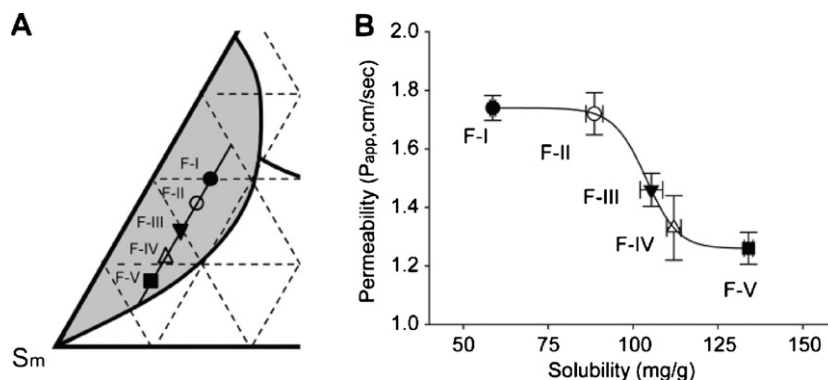 A
F-I
F-II
F-III
F-IV
F-V
Sm
B
Permeability (Papp,cm/sec)
2.0
1.8
1.6
1.4
1.2
1.0
F-I
F-II
F-III
F-IV
F-V
50
75
100
125
150
Solubility (mg/g)